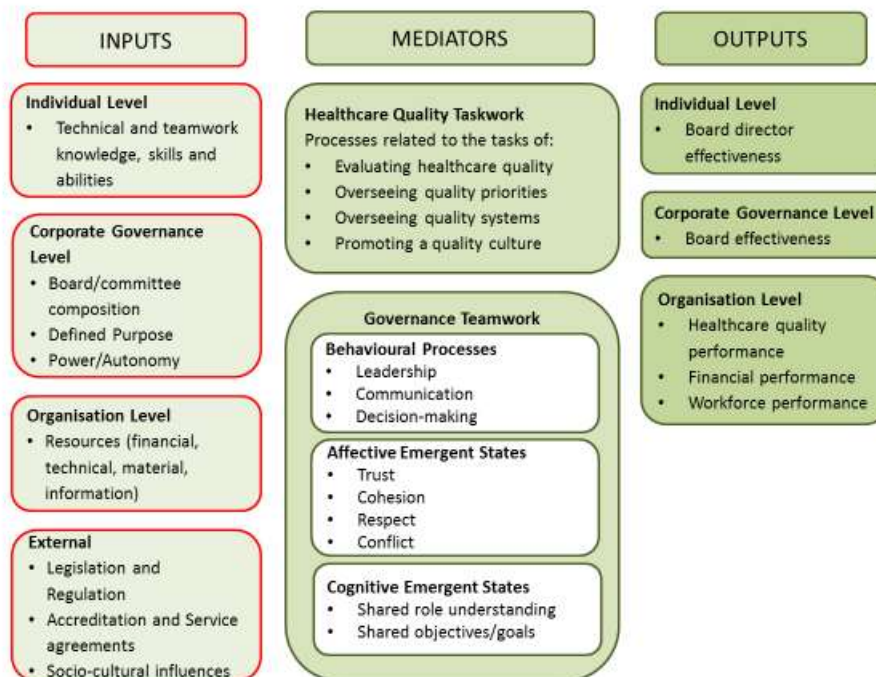 INPUTS
Individual Level
• Technical and teamwork
knowledge, skills and
abilities
Corporate Governance
Level
• Board/committee
composition
• Defined Purpose
• Power/Autonomy
Organisation Level
• Resources (financial,
technical, material,
information)
External
• Legislation and
Regulation
• Accreditation and Service
agreements
• Socio-cultural influences
MEDIATORS
Healthcare Quality Taskwork
Processes related to the tasks of:
• Evaluating healthcare quality
• Overseeing quality priorities
• Overseeing quality systems
• Promoting a quality culture
Governance Teamwork
Behavioural Processes
• Leadership
• Communication
• Decision-making
Affective Emergent States
• Trust
• Cohesion
• Respect
• Conflict
Cognitive Emergent States
• Shared role understanding
• Shared objectives/goals
OUTPUTS
Individual Level
• Board director
effectiveness
Corporate Governance Level
• Board effectiveness
Organisation Level
• Healthcare quality
performance
• Financial performance
• Workforce performance